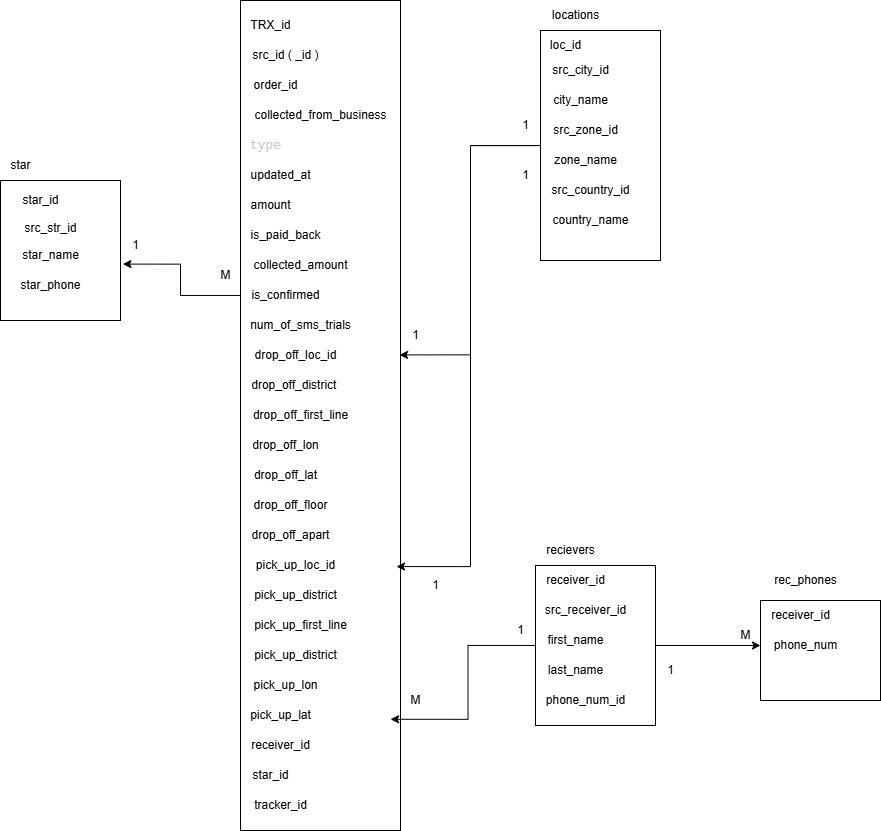 star
star_id
src_str_id
star_name
star_phone
1
M
TRX_id
src_id ( _id )
order_id
collected_from_business
type
updated_at
amount
is_paid_back
collected_amount
is_confirmed
num_of_sms_trials
drop_off_loc_id
drop_off_district
drop_off_first_line
drop_off_lon
drop_off_lat
drop_off_floor
drop_off_apart
pick_up_loc_id
pick_up_district
pick_up_first_line
pick_up_district
pick_up_lon
pick_up_lat
receiver_id
star_id
tracker_id
locations
loc_id
src_city_id
city_name
src_zone_id
zone_name
src_country_id
country_name
1
1
1
1
recievers
receiver_id
src_receiver_id
first_name
last_name
phone_num_id
1
M
1
M
rec_phones
receiver_id
phone_num